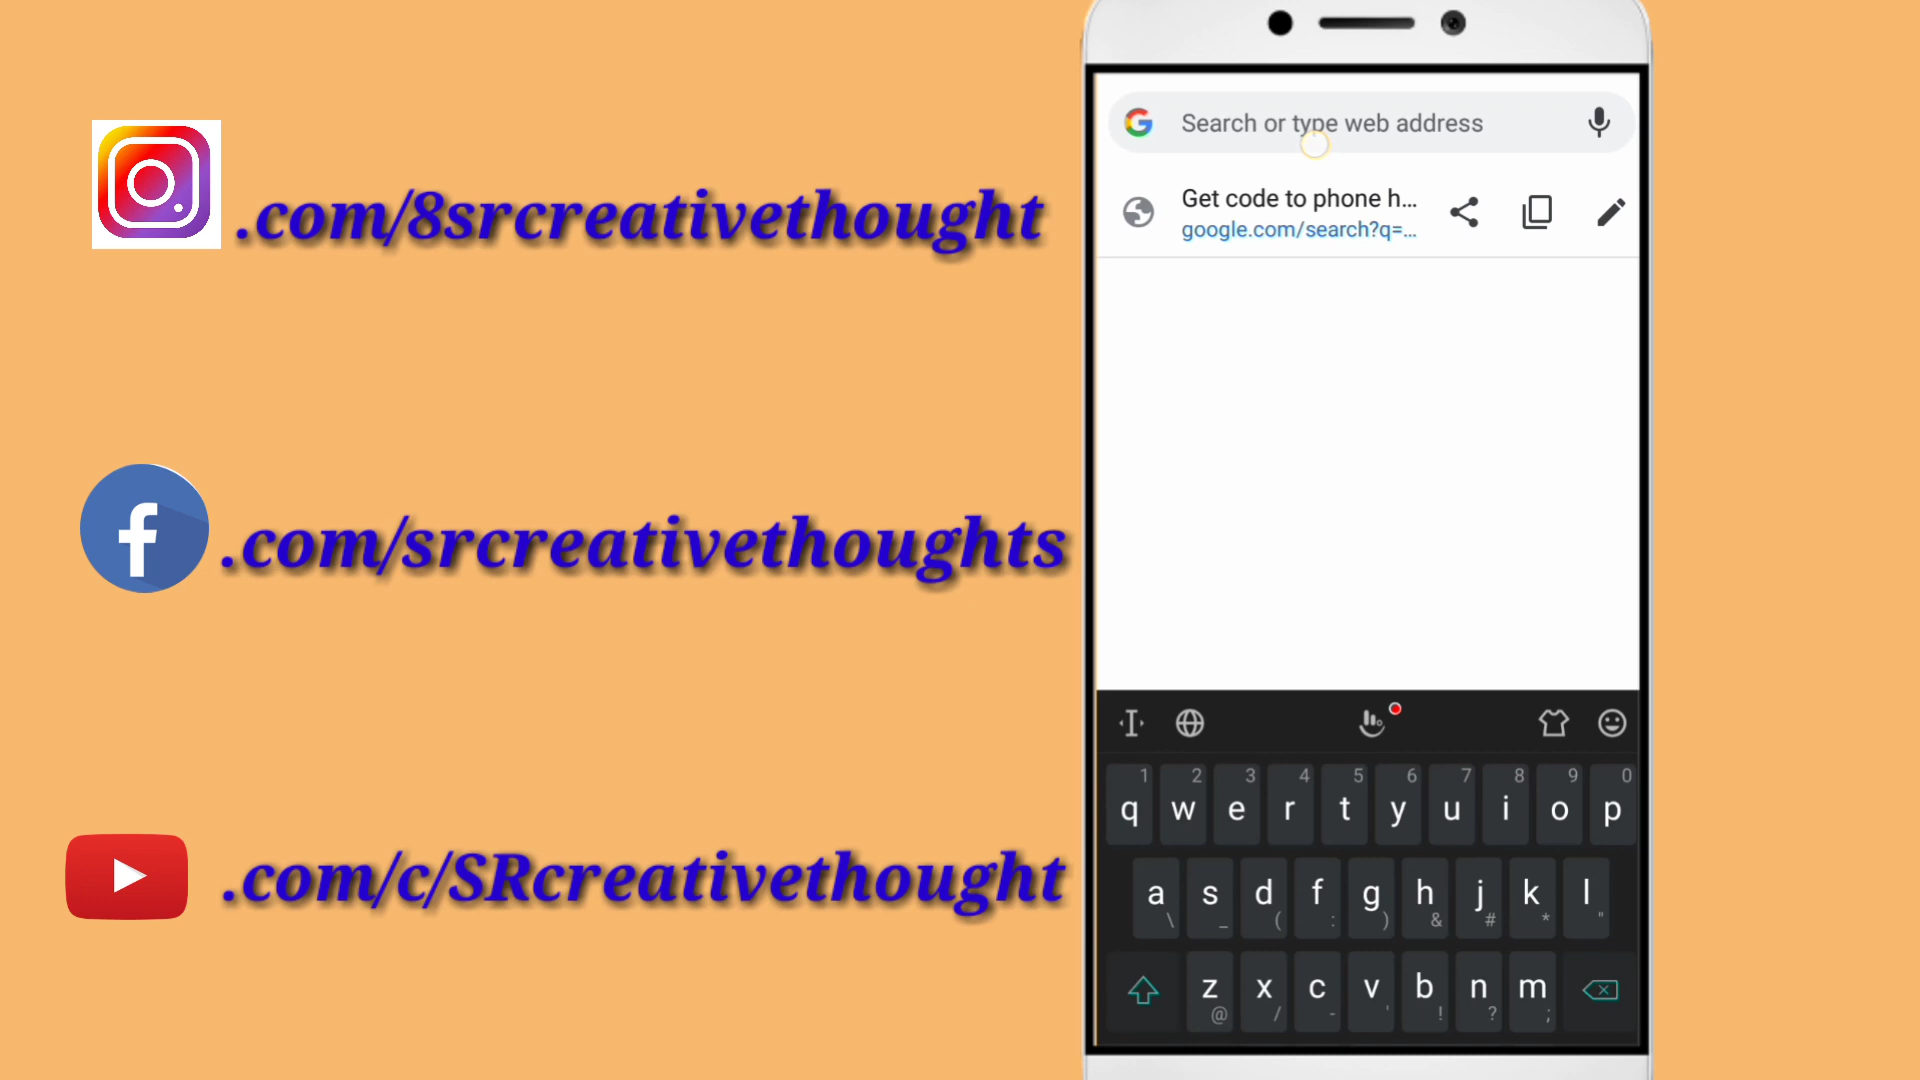 .com/8srcreativethought
.com/srcreativethoughts
.com/c/SRcreativethought
Search or type web address
Get code to phone h...
google.com/search?q=...
1 2 3 4 5 6 7 8 9 0
q w e r t y u i o p
a s d f g h j k l
\ _ ( : ) & # * "
z x c v b n m
@ / - ' ! ? ;